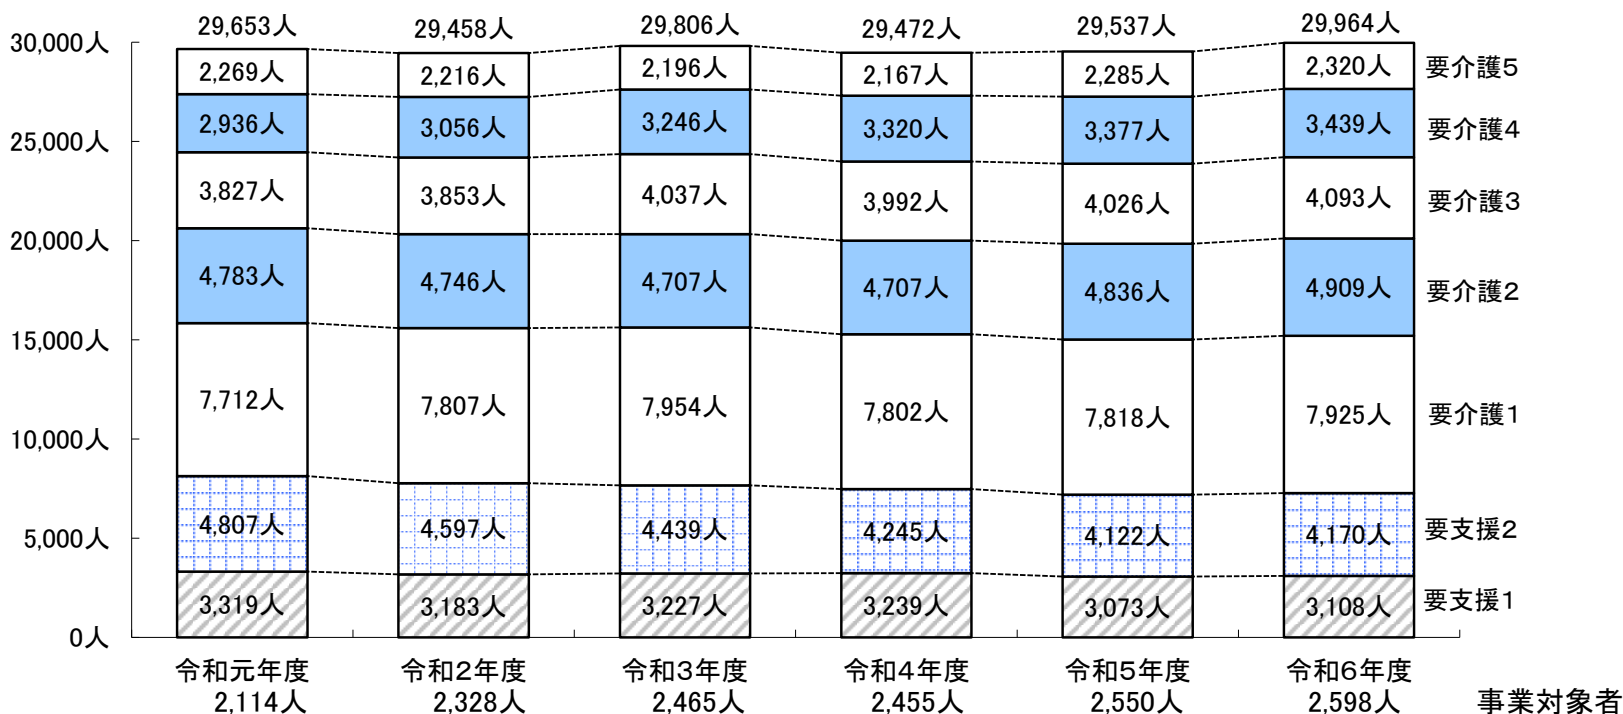 29,653人 29,458人 29,806人 29,472人 29,537人 29,964人
30,000人
2,269人 2,216人 2,196人 2,167人 2,285人 2,320人 要介護5
2,936人 3,056人 3,246人 3,320人 3,377人 3,439人 要介護4
25,000人
3,827人 3,853人 4,037人 3,992人 4,026人 4,093人 要介護3
20,000人
4,783人 4,746人 4,707人 4,707人 4,836人 4,909人 要介護2
15,000人
7,712人 7,807人 7,954人 7,802人 7,818人 7,925人 要介護1
10,000人
4,807人 4,597人 4,439人 4,245人 4,122人 4,170人 要支援2
5,000人
3,319人 3,183人 3,227人 3,239人 3,073人 3,108人 要支援1
0人
令和元年度 令和2年度 令和3年度 令和4年度 令和5年度 令和6年度
2,114人 2,328人 2,465人 2,455人 2,550人 2,598人 事業対象者